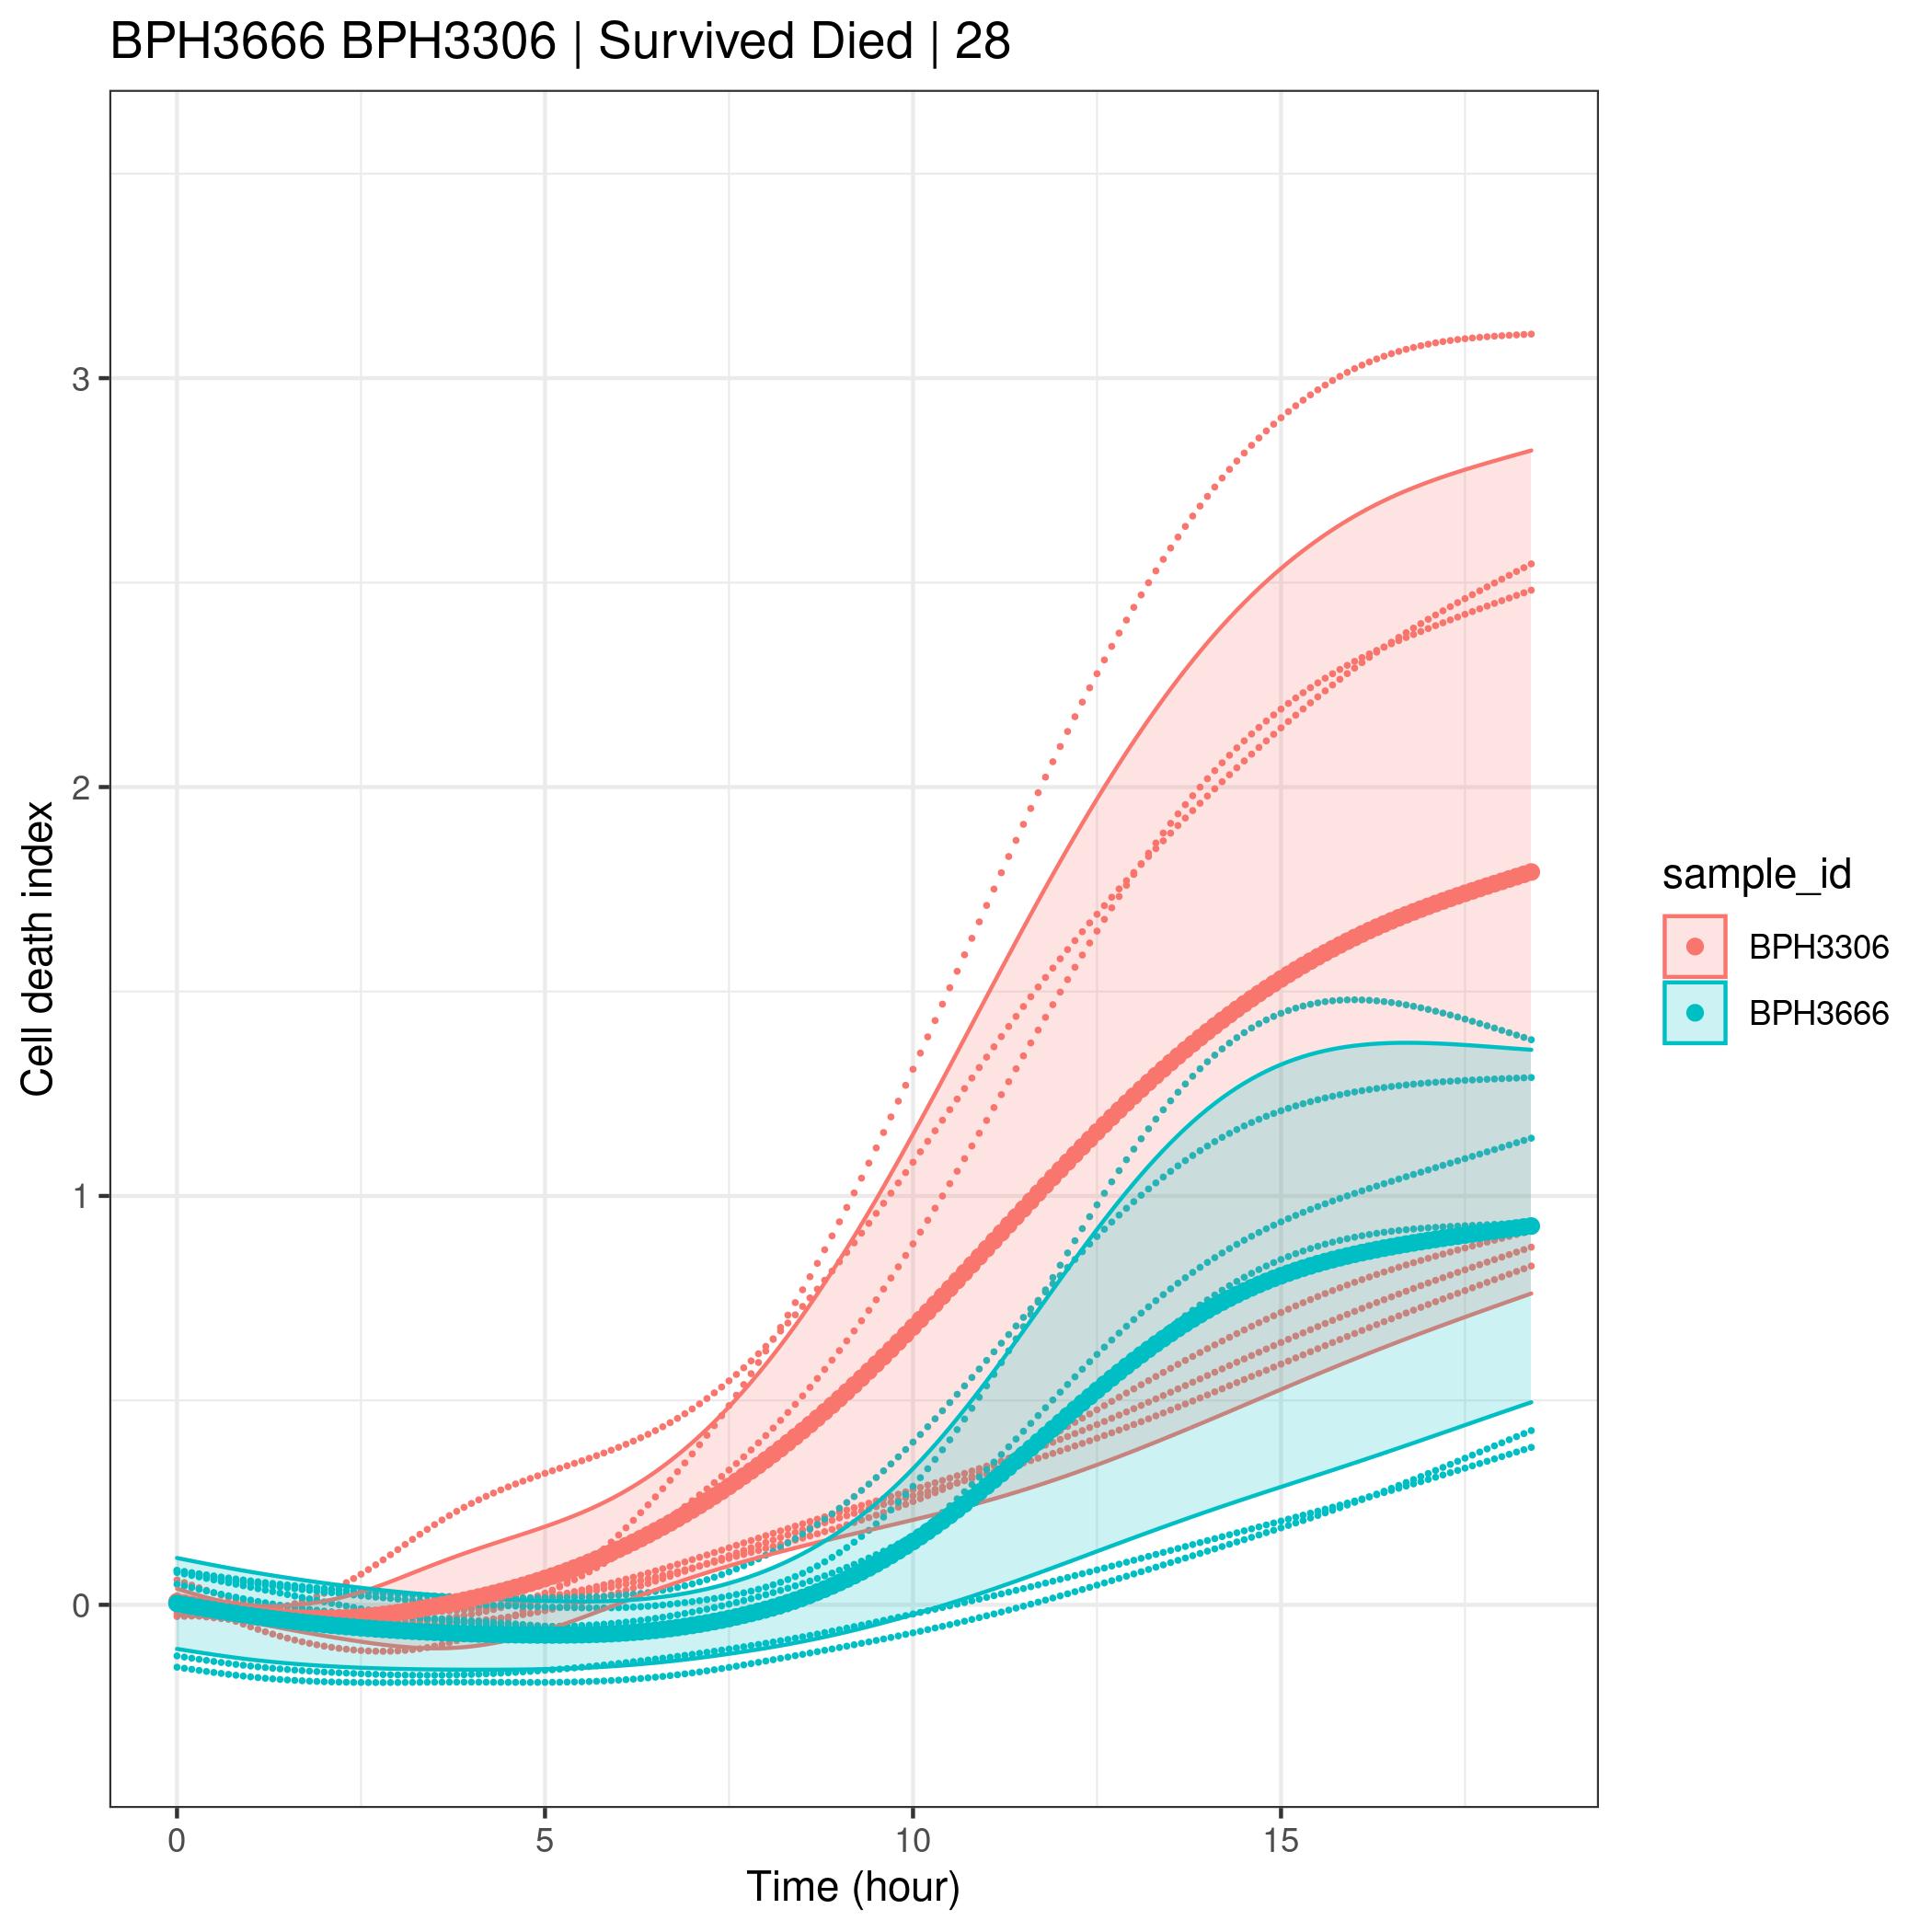 BPH3666 BPH3306 | Survived Died | 28
3
2
1
0
Cell death index
0 5 10 15
Time (hour)
sample_id
BPH3306
BPH3666